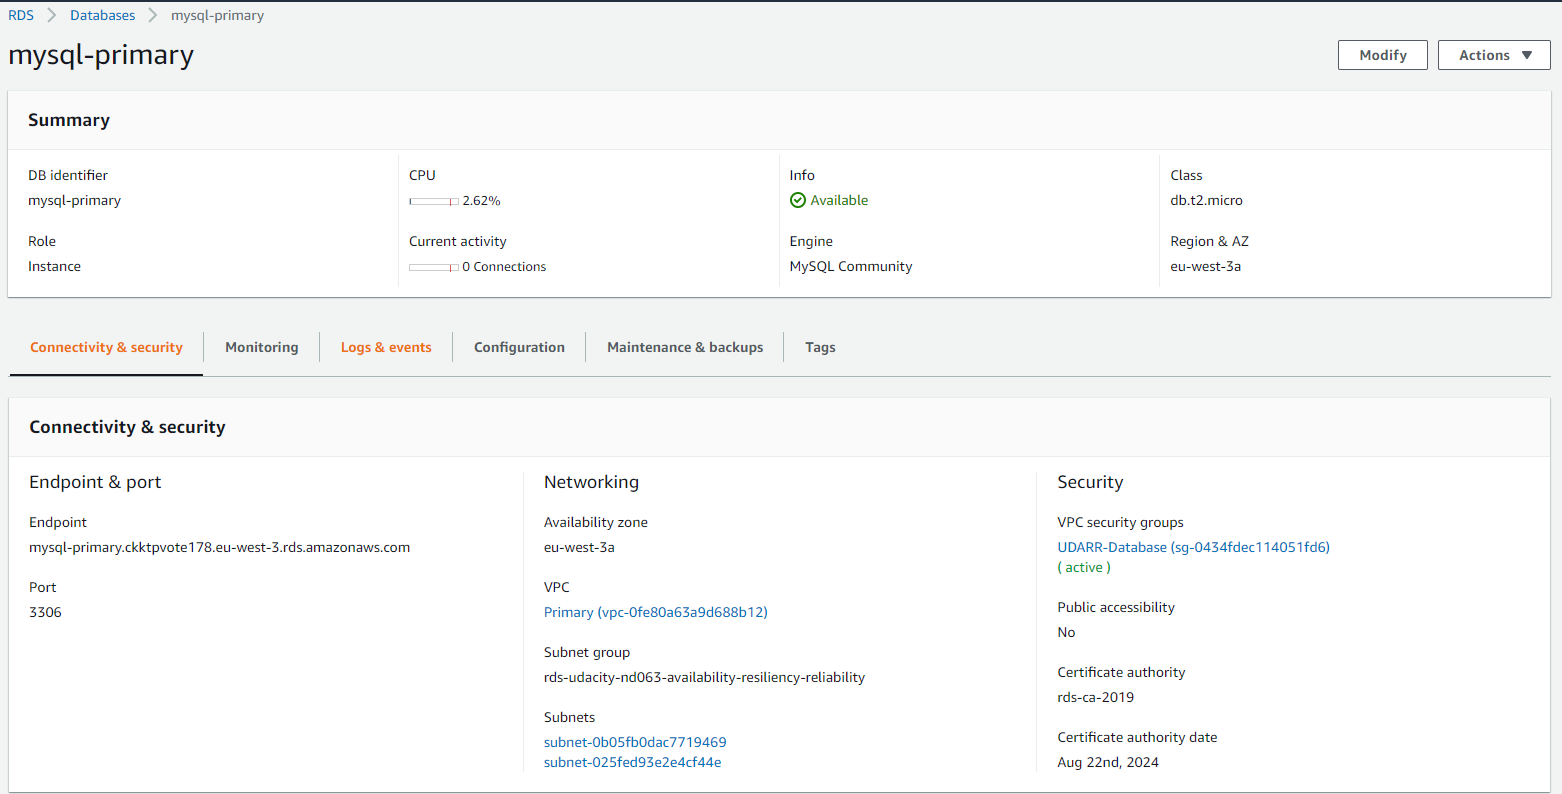 RDS > Databases > mysql-primary
mysql-primary
Modify
Actions
Summary
DB identifier
mysql-primary
CPU
2.62%
Info
Available
Class
db.t2.micro
Role
Instance
Current activity
0 Connections
Engine
MySQL Community
Region & AZ
eu-west-3a
Connectivity & security
Monitoring
Logs & events
Configuration
Maintenance & backups
Tags
Connectivity & security
Endpoint & port
Endpoint
mysql-primary.ckktpvote178.eu-west-3.rds.amazonaws.com
Port
3306
Networking
Availability zone
eu-west-3a
VPC
Primary (vpc-0fe80a63a9d688b12)
Subnet group
rds-udacity-nd063-availability-resiliency-reliability
Subnets
subnet-0b05fb0dac7719469
subnet-025fed93e2e4cf44e
Security
VPC security groups
UDARR-Database (sg-0434fdec114051fd6)
( active )
Public accessibility
No
Certificate authority
rds-ca-2019
Certificate authority date
Aug 22nd, 2024